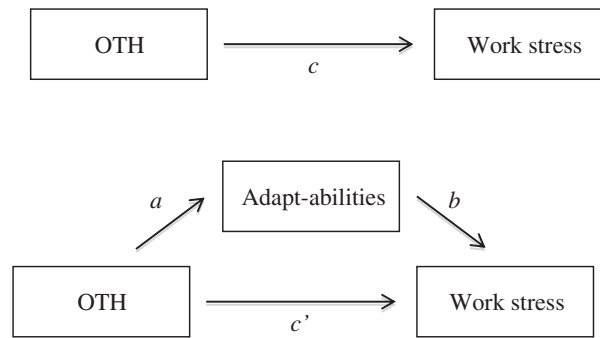 OTH
Work stress
c
Adapt-abilities
a
b
OTH
Work stress
c’